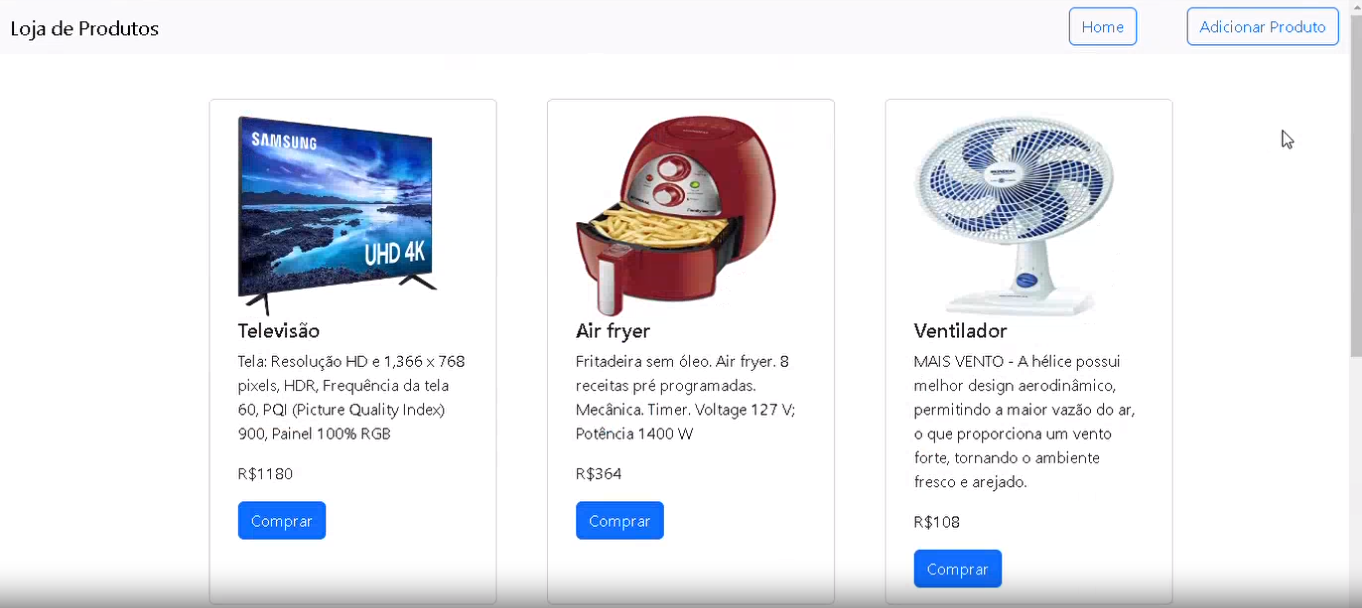 Loja de Produtos
Home
Adicionar Produto
SAMSUNG
UHD 4K
Televisão
Tela: Resolução HD e 1,366 x 768
pixels, HDR, Frequência da tela
60, PQI (Picture Quality Index)
900, Painel 100% RGB
R$1180
Comprar
Air fryer
Fritadeira sem óleo. Air fryer. 8
receitas pré programadas.
Mecânica. Timer. Voltage 127 V;
Potência 1400 W
R$364
Comprar
Ventilador
MAIS VENTO - A hélice possui
melhor design aerodinâmico,
permitindo a maior vazão do ar,
o que proporciona um vento
forte, tornando o ambiente
fresco e arejado.
R$108
Comprar